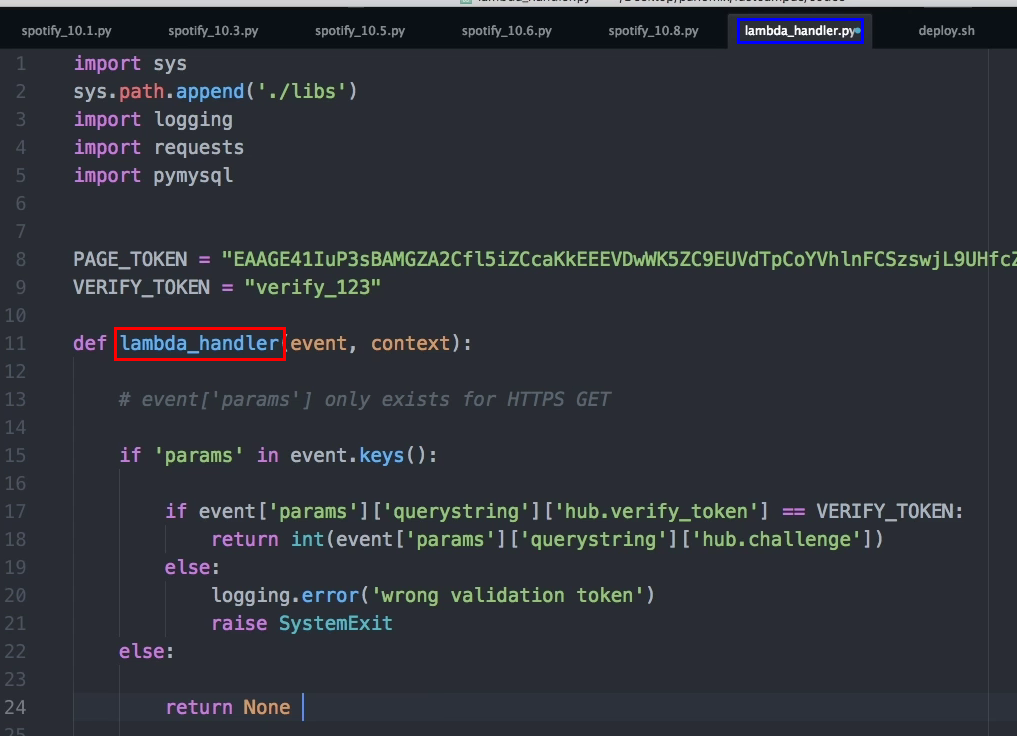 spotify_10.1.py spotify_10.3.py spotify_10.5.py spotify_10.6.py spotify_10.8.py lambda_handler.py deploy.sh
1 import sys
2 sys.path.append('./libs')
3 import logging
4 import requests
5 import pymysql
6
7
8 PAGE_TOKEN = "EAAGE41IuP3sBAMGZA2Cfl5iZCcaKkEEEVDwWK5ZC9EUVdTpCoYVhlnFCSzswjL9UHfcZ
9 VERIFY_TOKEN = "verify_123"
10
11 def lambda_handler(event, context):
12
13 # event['params'] only exists for HTTPS GET
14
15 if 'params' in event.keys():
16
17 if event['params']['querystring']['hub.verify_token'] == VERIFY_TOKEN:
18 return int(event['params']['querystring']['hub.challenge'])
19 else:
20 logging.error('wrong validation token')
21 raise SystemExit
22 else:
23
24 return None
25